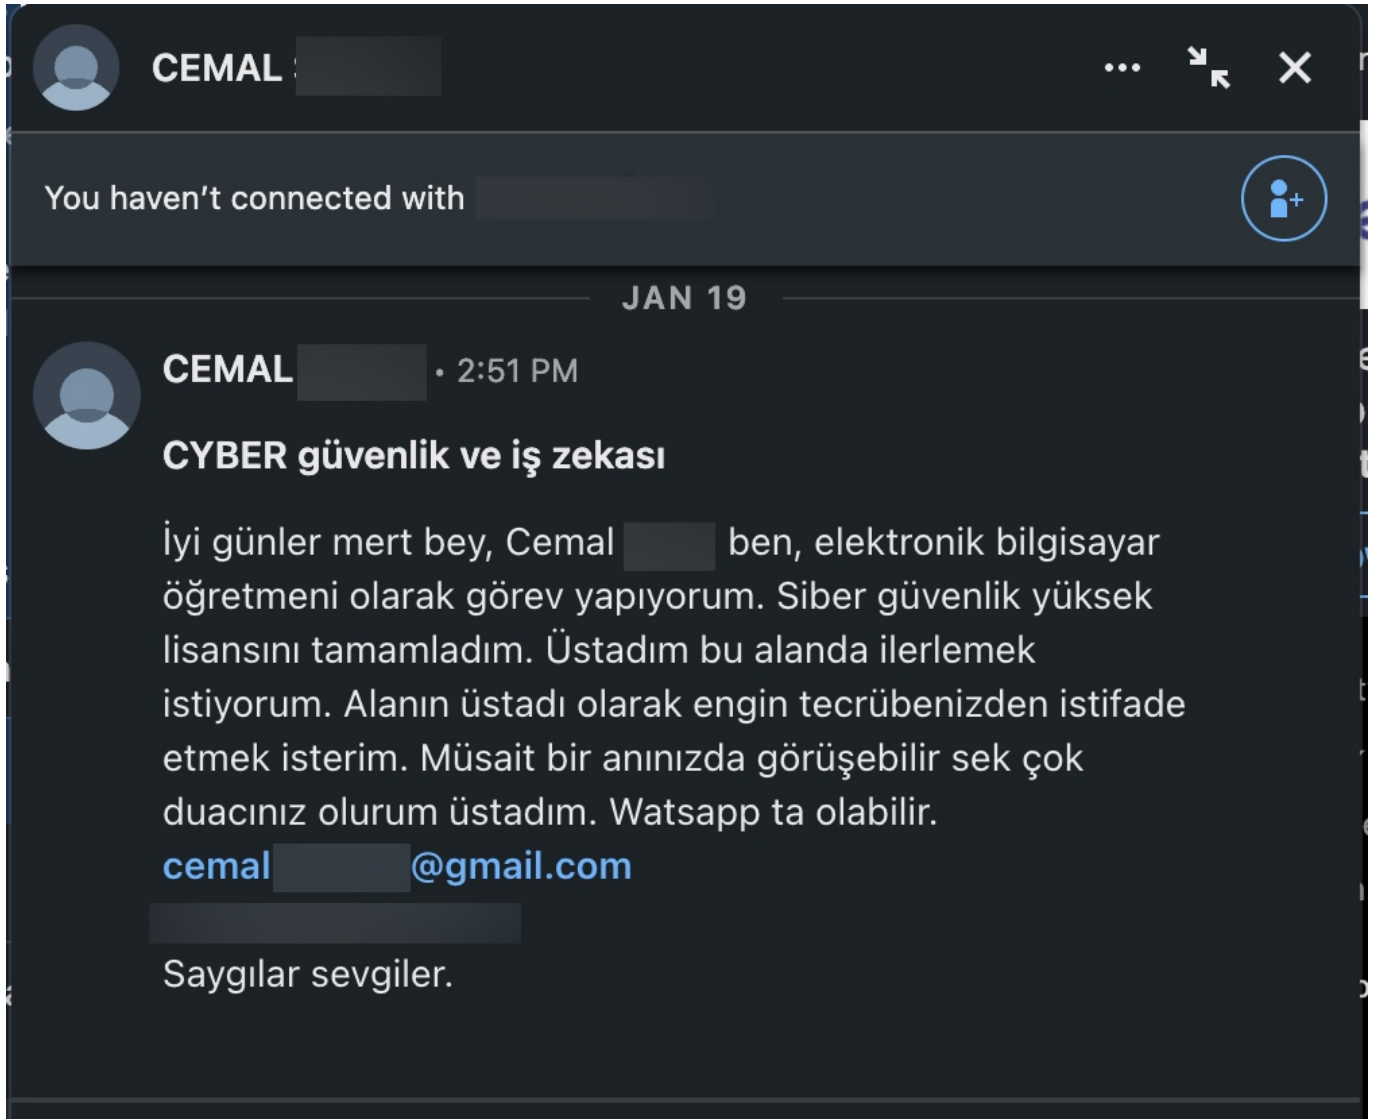 CEMAL
You haven't connected with
JAN 19
CEMAL • 2:51 PM
CYBER güvenlik ve iş zekası
İyi günler mert bey, Cemal ben, elektronik bilgisayar
öğretmeni olarak görev yapıyorum. Siber güvenlik yüksek
lisansını tamamladım. Üstadım bu alanda ilerlemek
istiyorum. Alanın üstadı olarak engin tecrübenizden istifade
etmek isterim. Müsait bir anınızda görüşebilir sek çok
duacınız olurum üstadım. Watsapp ta olabilir.
cemal @gmail.com
Saygılar sevgiler.